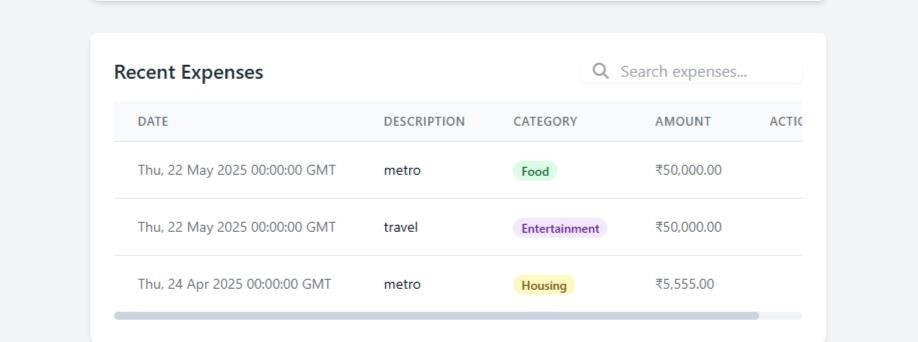 Recent Expenses Search expenses...
DATE DESCRIPTION CATEGORY AMOUNT ACTIC
Thu, 22 May 2025 00:00:00 GMT metro Food ₹50,000.00
Thu, 22 May 2025 00:00:00 GMT travel Entertainment ₹50,000.00
Thu, 24 Apr 2025 00:00:00 GMT metro Housing ₹5,555.00